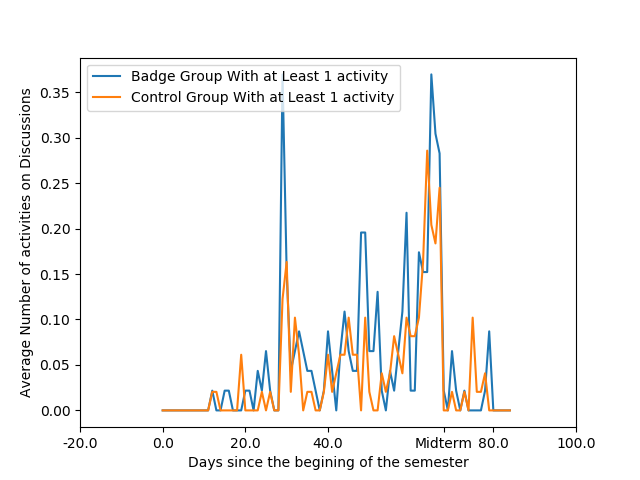 Badge Group With at Least 1 activity
Control Group With at Least 1 activity
Average Number of activities on Discussions
0.35
0.30
0.25
0.20
0.15
0.10
0.05
0.00
-20.0 0.0 20.0 40.0 Midterm 80.0 100.0
Days since the begining of the semester